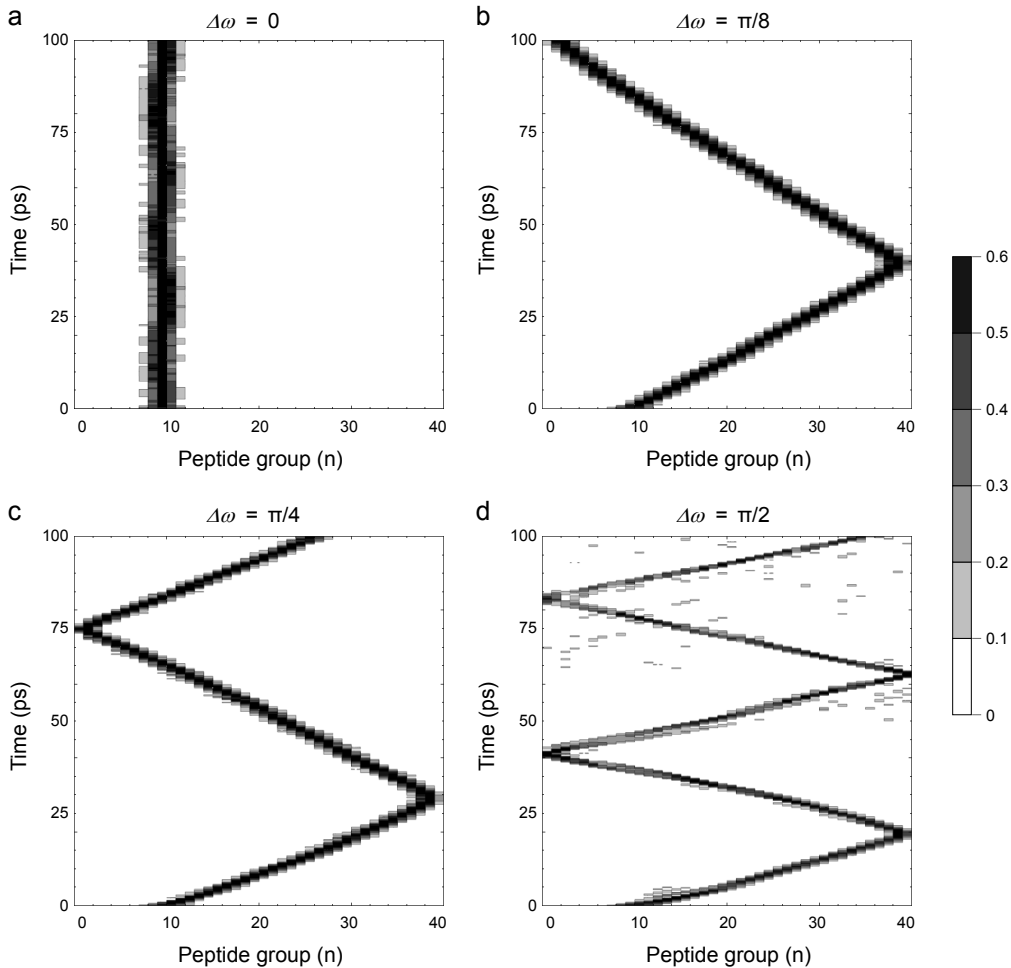 a
Δω = 0
100
75
50
25
0
Time (ps)
0 10 20 30 40
Peptide group (n)
b
Δω = π/8
100
75
50
25
0
Time (ps)
0 10 20 30 40
Peptide group (n)
c
Δω = π/4
100
75
50
25
0
Time (ps)
0 10 20 30 40
Peptide group (n)
d
Δω = π/2
100
75
50
25
0
Time (ps)
0 10 20 30 40
Peptide group (n)
0.6
0.5
0.4
0.3
0.2
0.1
0